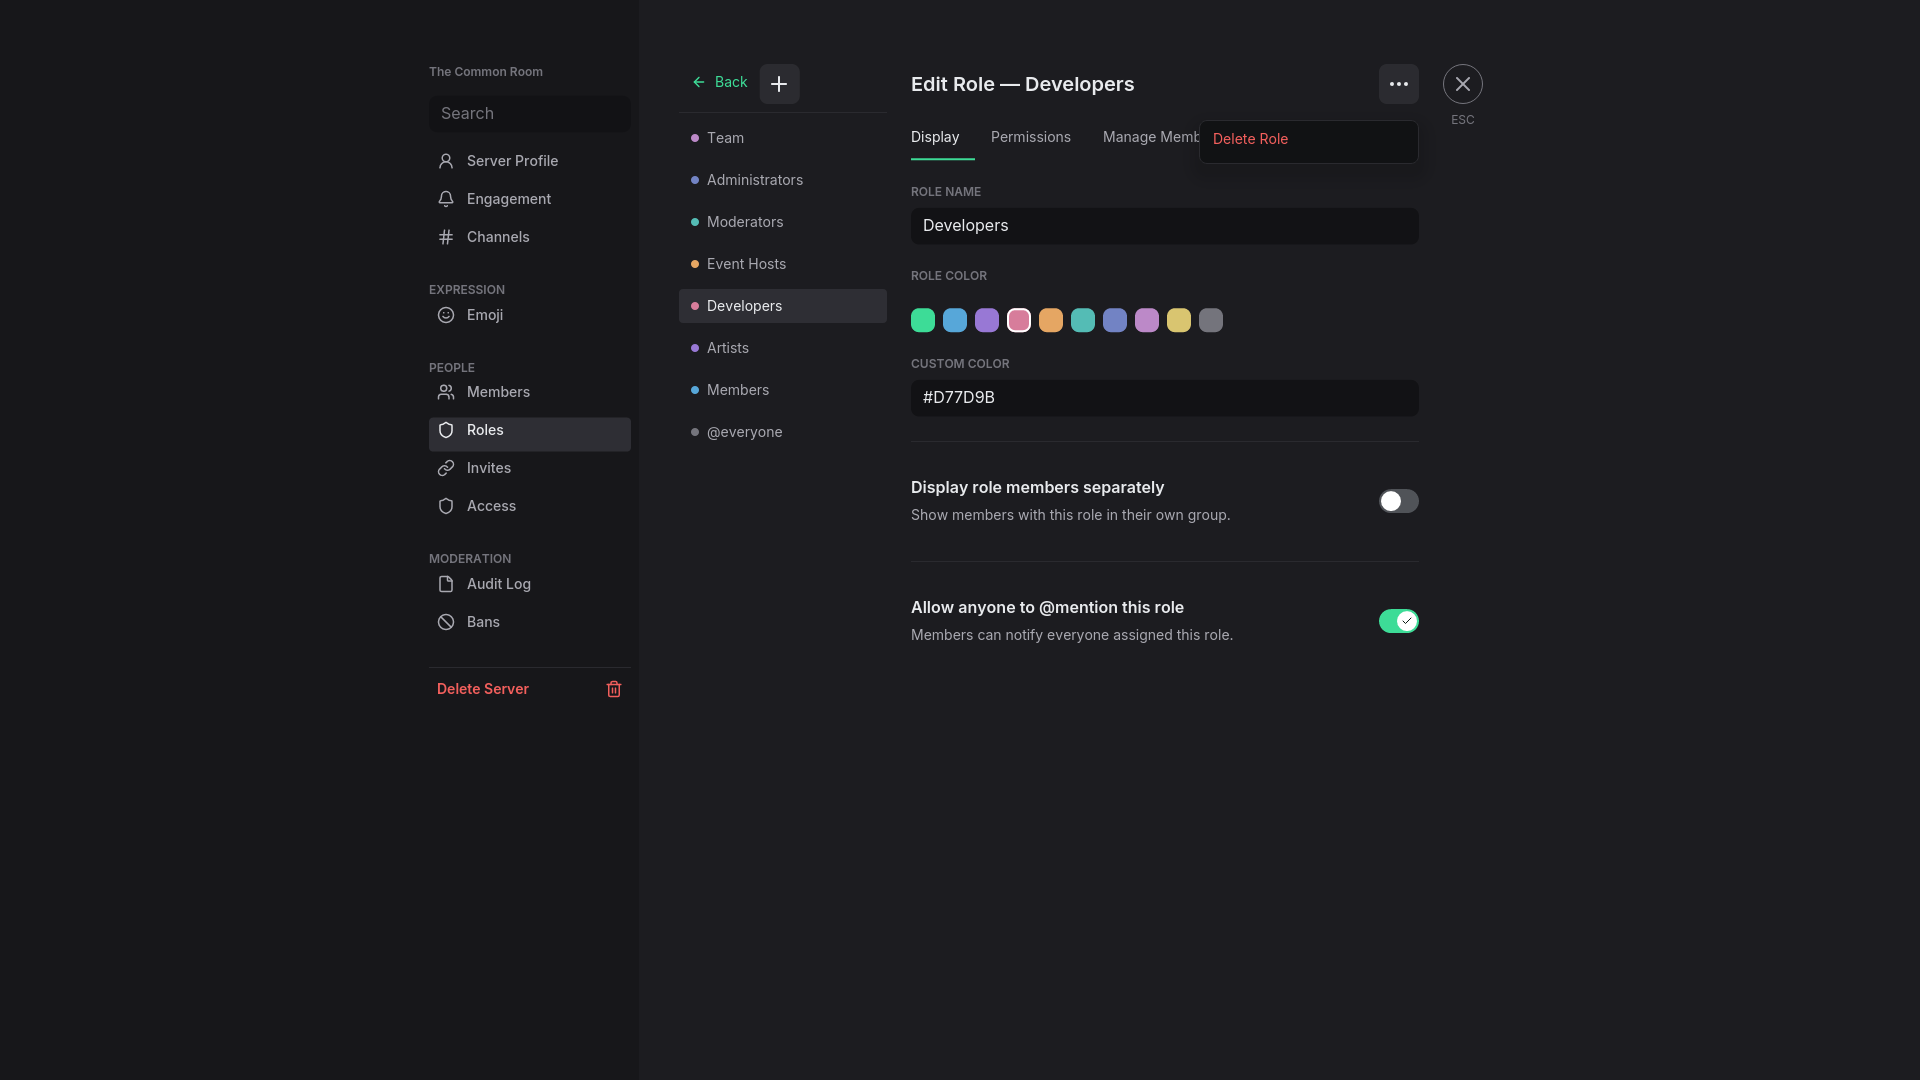 The Common Room
Search
Server Profile
Engagement
Channels
EXPRESSION
Emoji
PEOPLE
Members
Roles
Invites
Access
MODERATION
Audit Log
Bans
Delete Server
Back
Team
Administrators
Moderators
Event Hosts
Developers
Artists
Members
@everyone
Edit Role — Developers
ESC
Display
Permissions
Manage Memb
Delete Role
ROLE NAME
Developers
ROLE COLOR
CUSTOM COLOR
#D77D9B
Display role members separately
Show members with this role in their own group.
Allow anyone to @mention this role
Members can notify everyone assigned this role.